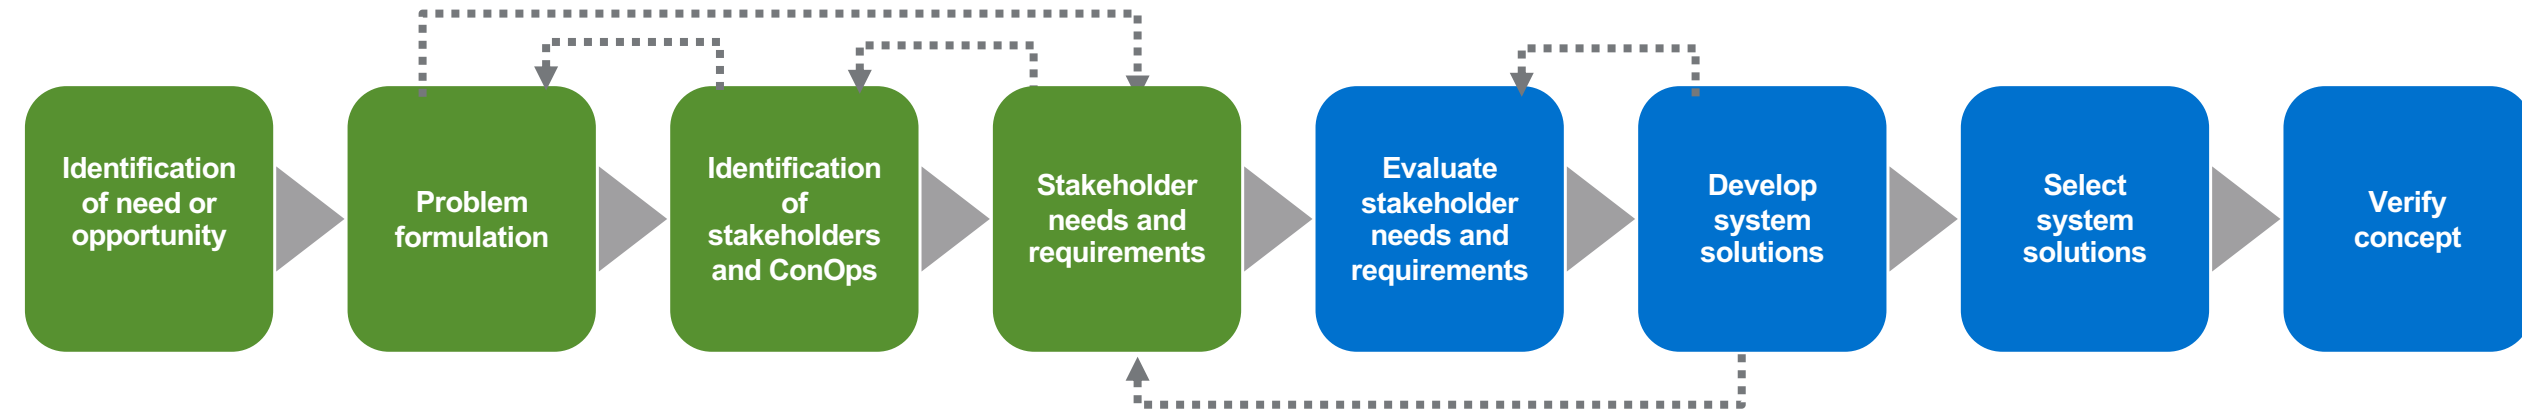 Identification
of need or
opportunity
Problem
formulation
Identification
of
stakeholders
and ConOps
Stakeholder
needs and
requirements
Evaluate
stakeholder
needs and
requirements
Develop
system
solutions
Select
system
solutions
Verify
concept